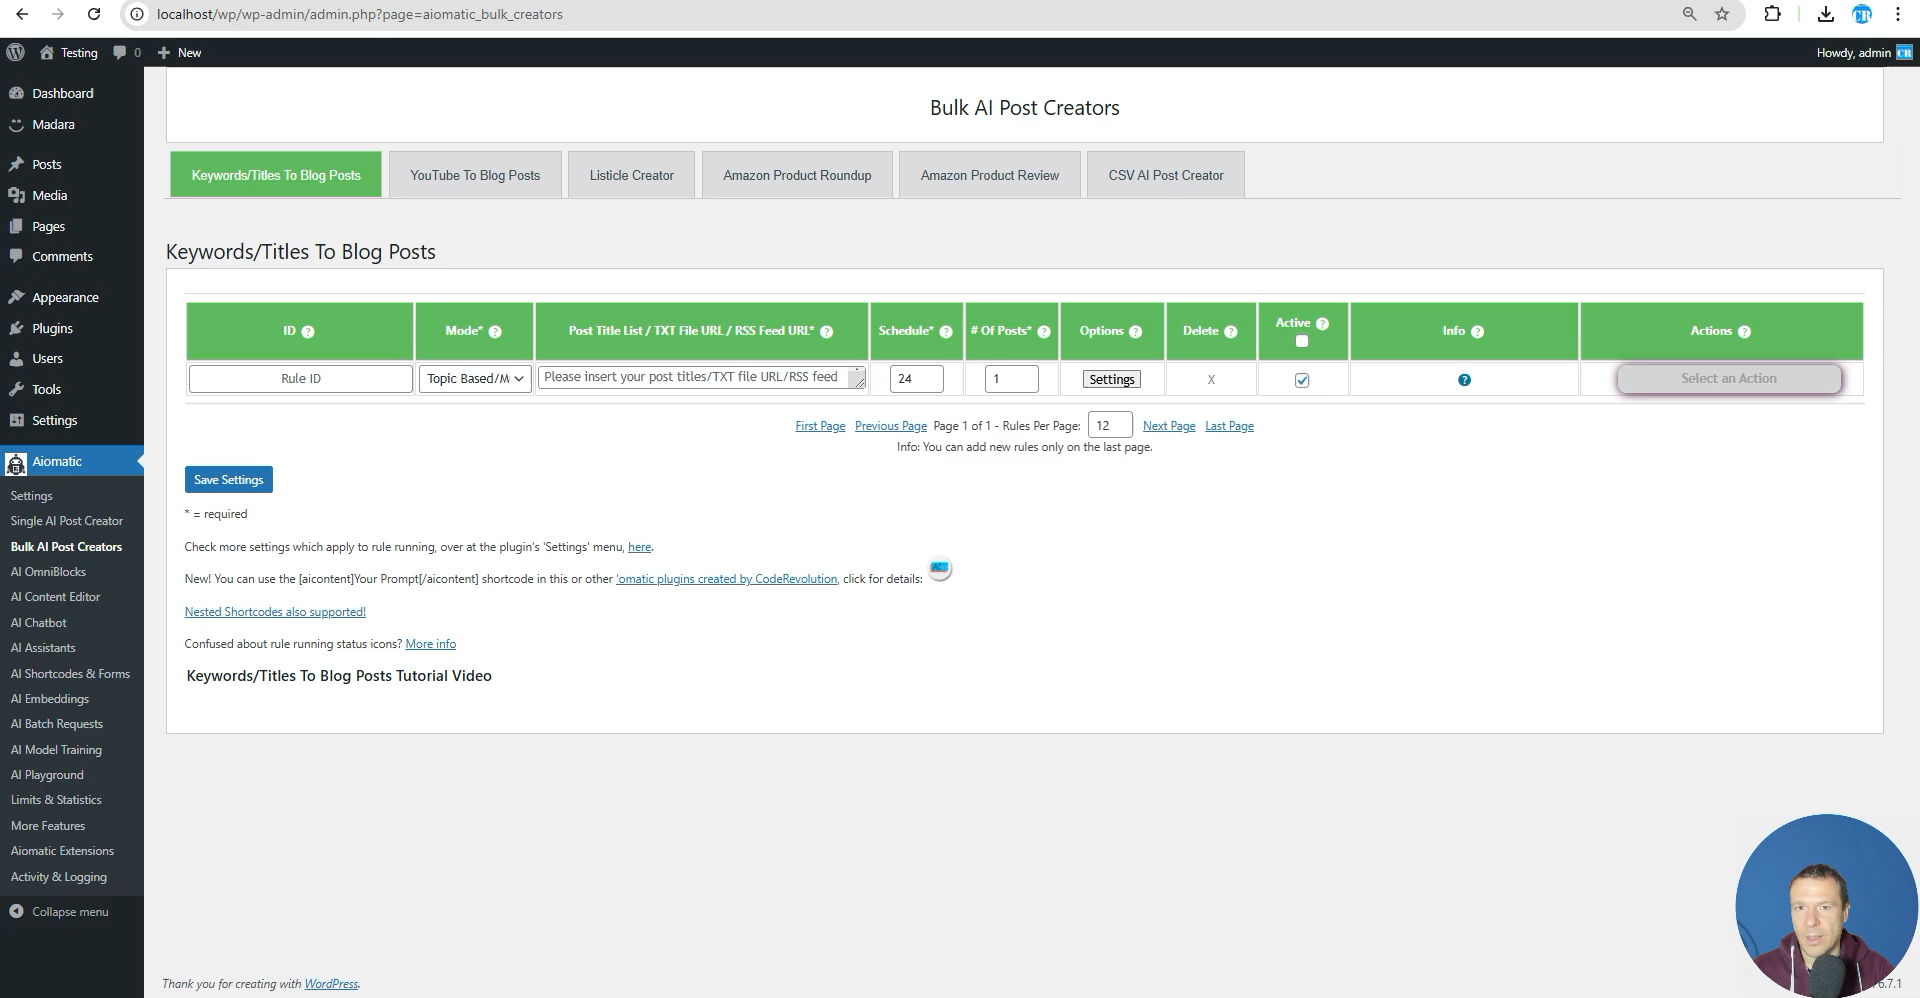 localhost/wp/wp-admin/admin.php?page=aiomatic_bulk_creators
Testing 0 New
Howdy, admin
Dashboard
Madara
Posts
Media
Pages
Comments
Appearance
Plugins
Users
Tools
Settings
Aiomatic
Settings
Single AI Post Creator
Bulk AI Post Creators
AI OmniBlocks
AI Content Editor
AI Chatbot
AI Assistants
AI Shortcodes & Forms
AI Embeddings
AI Batch Requests
AI Model Training
AI Playground
Limits & Statistics
More Features
Aiomatic Extensions
Activity & Logging
Collapse menu
Bulk AI Post Creators
Keywords/Titles To Blog Posts YouTube To Blog Posts Listicle Creator Amazon Product Roundup Amazon Product Review CSV AI Post Creator
Keywords/Titles To Blog Posts
ID Mode* Post Title List / TXT File URL / RSS Feed URL* Schedule* # Of Posts* Options Delete Active Info Actions
Rule ID Topic Based/M Please insert your post titles/TXT file URL/RSS feed 24 1 Settings X Select an Action
First Page Previous Page Page 1 of 1 - Rules Per Page: 12 Next Page Last Page
Info: You can add new rules only on the last page.
Save Settings
* = required
Check more settings which apply to rule running, over at the plugin's 'Settings' menu, here.
New! You can use the [aicontent]Your Prompt[/aicontent] shortcode in this or other 'omatic plugins created by CodeRevolution, click for details:
Nested Shortcodes also supported!
Confused about rule running status icons? More info
Keywords/Titles To Blog Posts Tutorial Video
Thank you for creating with WordPress.
6.7.1